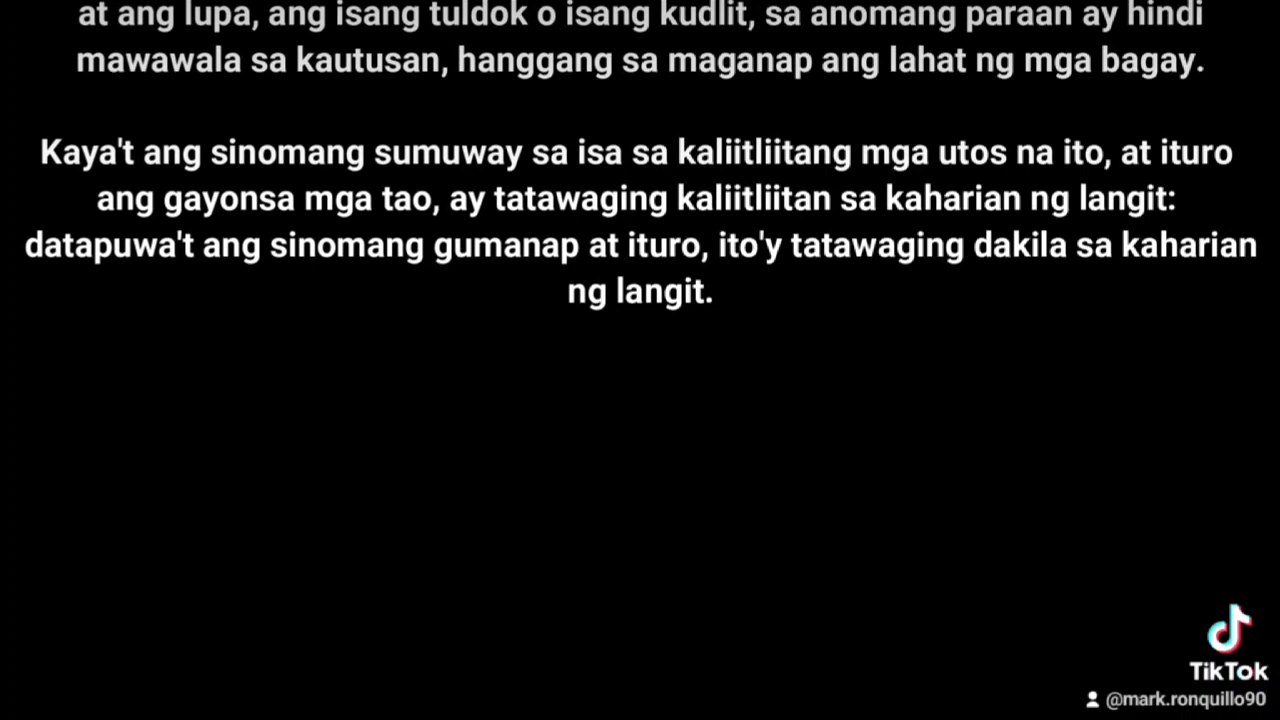 at ang lupa, ang isang tuldok o isang kudlit, sa anomang paraan ay hindi
mawawala sa kautusan, hanggang sa maganap ang lahat ng mga bagay.
Kaya't ang sinomang sumuway sa isa sa kaliitliitang mga utos na ito, at ituro
ang gayonsa mga tao, ay tatawaging kaliitliitan sa kaharian ng langit:
datapuwa't ang sinomang gumanap at ituro, ito'y tatawaging dakila sa kaharian
ng langit.
TikTok
@mark.ronquillo90